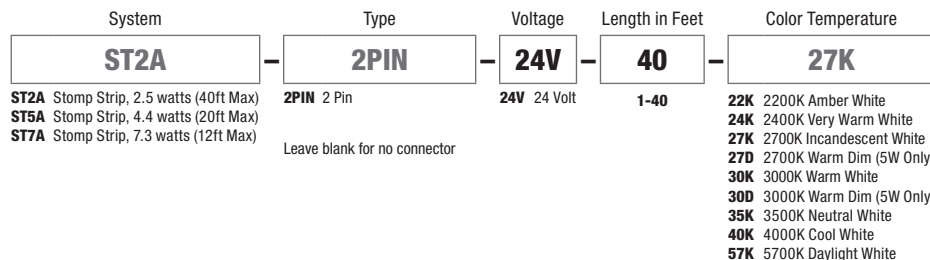 System
Type
Voltage
Length in Feet
Color Temperature
ST2A – 2PIN – 24V – 40 – 27K
ST2A Stomp Strip, 2.5 watts (40ft Max)
ST5A Stomp Strip, 4.4 watts (20ft Max)
ST7A Stomp Strip, 7.3 watts (12ft Max)
2PIN 2 Pin
Leave blank for no connector
24V 24 Volt
1-40
22K 2200K Amber White
24K 2400K Very Warm White
27K 2700K Incandescent White
27D 2700K Warm Dim (5W Only
30K 3000K Warm White
30D 3000K Warm Dim (5W Only
35K 3500K Neutral White
40K 4000K Cool White
57K 5700K Daylight White